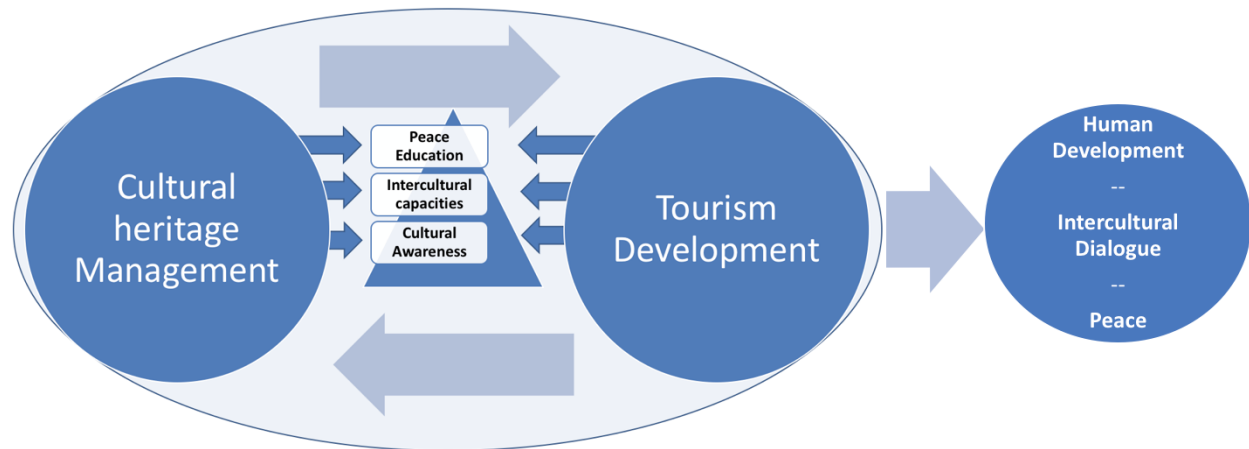 Cultural
heritage
Management
Peace
Education
Intercultural
capacities
Cultural
Awareness
Tourism
Development
Human
Development
--
Intercultural
Dialogue
--
Peace